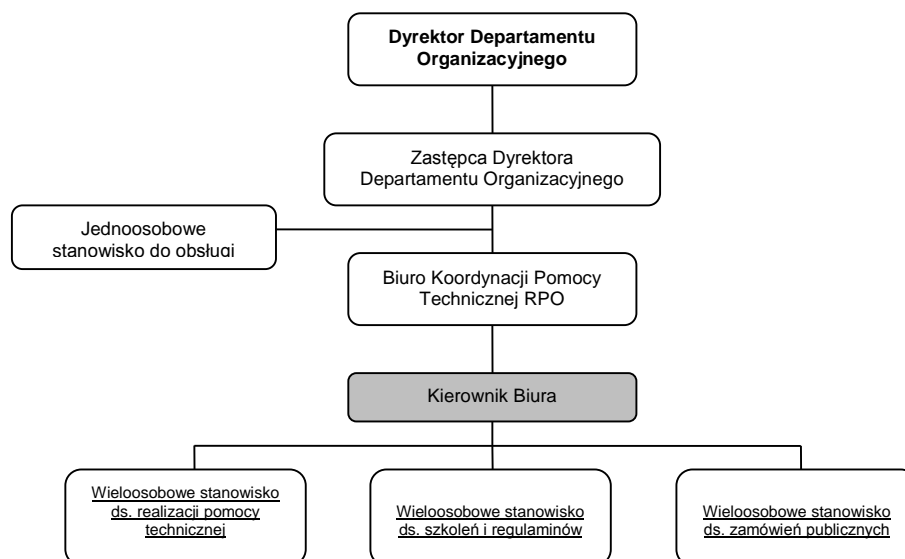 Dyrektor Departamentu
Organizacyjnego
Zastępca Dyrektora
Departamentu Organizacyjnego
Jednoosobowe
stanowisko do obsługi
Biuro Koordynacji Pomocy
Technicznej RPO
Kierownik Biura
Wieloosobowe stanowisko
ds. realizacji pomocy
technicznej
Wieloosobowe stanowisko
ds. szkoleń i regulaminów
Wieloosobowe stanowisko
ds. zamówień publicznych